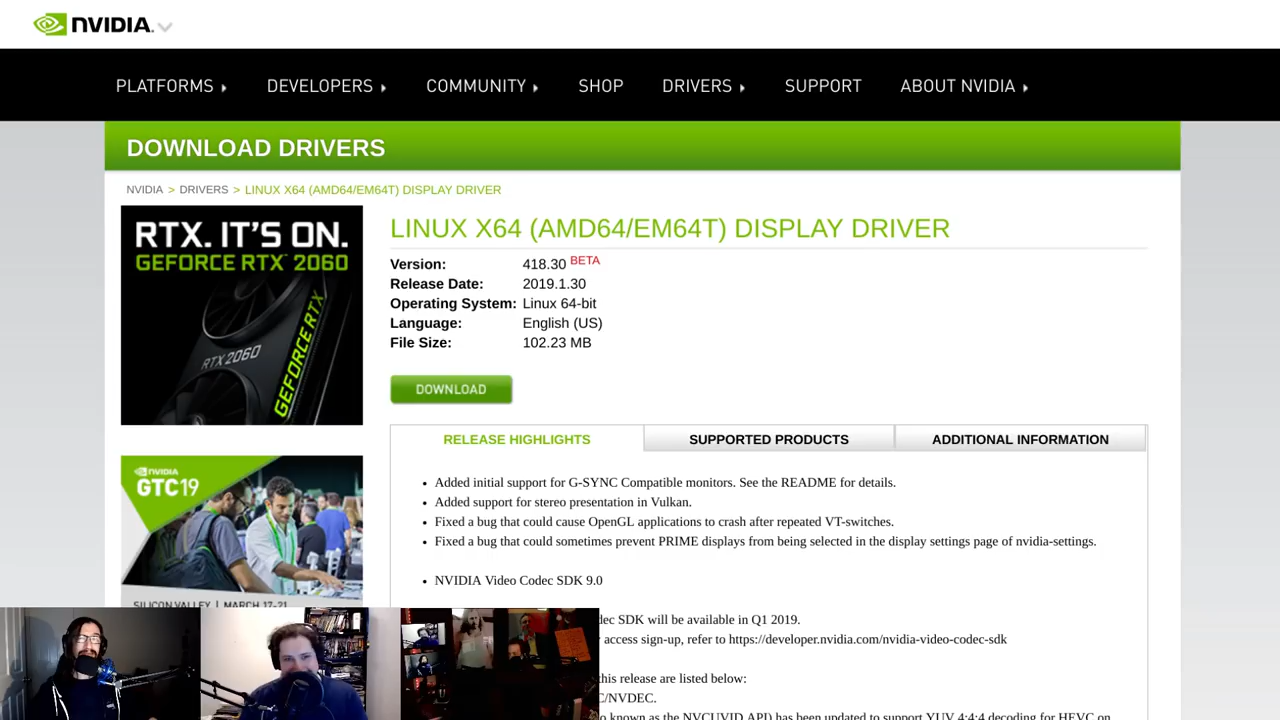 NVIDIA.
PLATFORMS DEVELOPERS COMMUNITY SHOP DRIVERS SUPPORT ABOUT NVIDIA
DOWNLOAD DRIVERS
NVIDIA > DRIVERS > LINUX X64 (AMD64/EM64T) DISPLAY DRIVER
RTX. IT'S ON.
GEFORCE RTX 2060
RTX 2060
GEFORCE RTX
LINUX X64 (AMD64/EM64T) DISPLAY DRIVER
Version: 418.30 BETA
Release Date: 2019.1.30
Operating System: Linux 64-bit
Language: English (US)
File Size: 102.23 MB
DOWNLOAD
RELEASE HIGHLIGHTS SUPPORTED PRODUCTS ADDITIONAL INFORMATION
NVIDIA
GTC19
SILICON VALLEY | MARCH 17-21
• Added initial support for G-SYNC Compatible monitors. See the README for details.
• Added support for stereo presentation in Vulkan.
• Fixed a bug that could cause OpenGL applications to crash after repeated VT-switches.
• Fixed a bug that could sometimes prevent PRIME displays from being selected in the display settings page of nvidia-settings.
• NVIDIA Video Codec SDK 9.0
dec SDK will be available in Q1 2019.
access sign-up, refer to https://developer.nvidia.com/nvidia-video-codec-sdk
this release are listed below:
C/NVDEC.
o known as the NVCUVID API) has been updated to support YUV 4:4:4 decoding for HEVC on